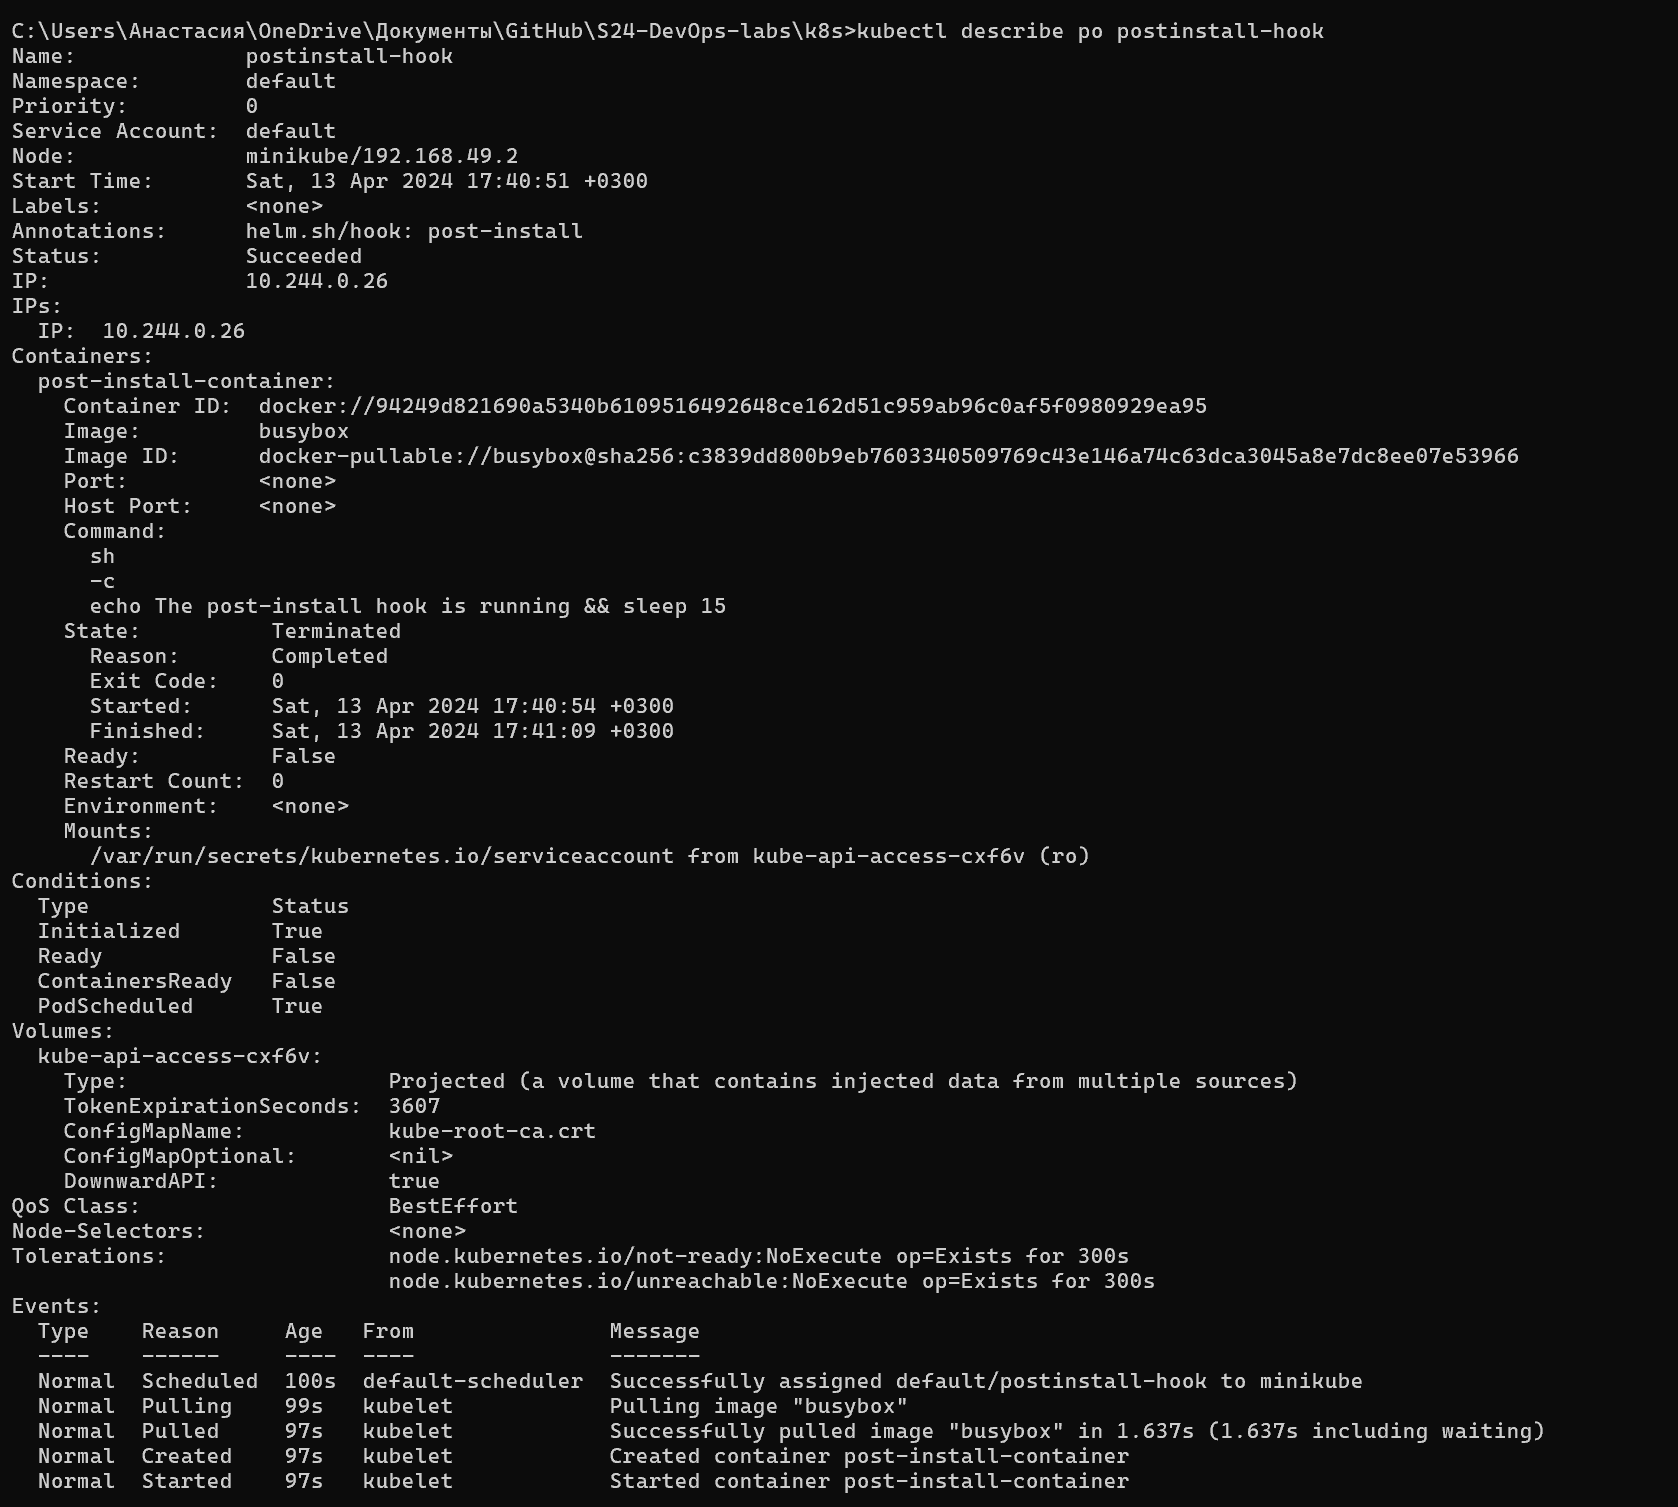 C:\Users\Анастасия\OneDrive\Документы\GitHub\S24-DevOps-labs\k8s>kubectl describe po postinstall-hook
Name:             postinstall-hook
Namespace:        default
Priority:         0
Service Account:  default
Node:             minikube/192.168.49.2
Start Time:       Sat, 13 Apr 2024 17:40:51 +0300
Labels:           <none>
Annotations:      helm.sh/hook: post-install
Status:           Succeeded
IP:               10.244.0.26
IPs:
  IP:  10.244.0.26
Containers:
  post-install-container:
    Container ID:  docker://94249d821690a5340b6109516492648ce162d51c959ab96c0af5f0980929ea95
    Image:         busybox
    Image ID:      docker-pullable://busybox@sha256:c3839dd800b9eb7603340509769c43e146a74c63dca3045a8e7dc8ee07e53966
    Port:          <none>
    Host Port:     <none>
    Command:
      sh
      -c
      echo The post-install hook is running && sleep 15
    State:          Terminated
      Reason:       Completed
      Exit Code:    0
      Started:      Sat, 13 Apr 2024 17:40:54 +0300
      Finished:     Sat, 13 Apr 2024 17:41:09 +0300
    Ready:          False
    Restart Count:  0
    Environment:    <none>
    Mounts:
      /var/run/secrets/kubernetes.io/serviceaccount from kube-api-access-cxf6v (ro)
Conditions:
  Type              Status
  Initialized       True
  Ready             False
  ContainersReady   False
  PodScheduled      True
Volumes:
  kube-api-access-cxf6v:
    Type:                    Projected (a volume that contains injected data from multiple sources)
    TokenExpirationSeconds:  3607
    ConfigMapName:           kube-root-ca.crt
    ConfigMapOptional:       <nil>
    DownwardAPI:             true
QoS Class:                   BestEffort
Node-Selectors:              <none>
Tolerations:                 node.kubernetes.io/not-ready:NoExecute op=Exists for 300s
                             node.kubernetes.io/unreachable:NoExecute op=Exists for 300s
Events:
  Type    Reason     Age   From               Message
  ----    ------     ----  ----               -------
  Normal  Scheduled  100s  default-scheduler  Successfully assigned default/postinstall-hook to minikube
  Normal  Pulling    99s   kubelet            Pulling image "busybox"
  Normal  Pulled     97s   kubelet            Successfully pulled image "busybox" in 1.637s (1.637s including waiting)
  Normal  Created    97s   kubelet            Created container post-install-container
  Normal  Started    97s   kubelet            Started container post-install-container